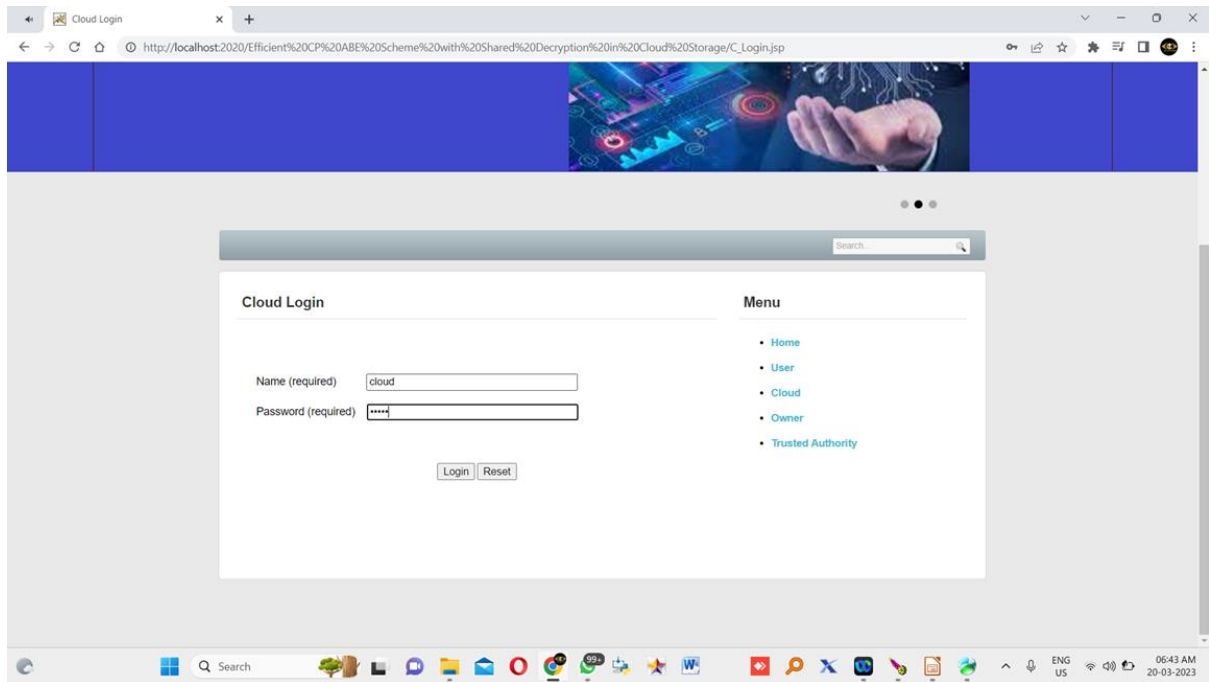 Cloud Login
http://localhost:2020/Efficient%20CP%20ABE%20Scheme%20with%20Shared%20Decryption%20in%20Cloud%20Storage/C_Login.jsp
Search...
Cloud Login
Name (required) cloud
Password (required) •••••
Login Reset
Menu
• Home
• User
• Cloud
• Owner
• Trusted Authority
Search
99+
W
ENG
US
06:43 AM
20-03-2023